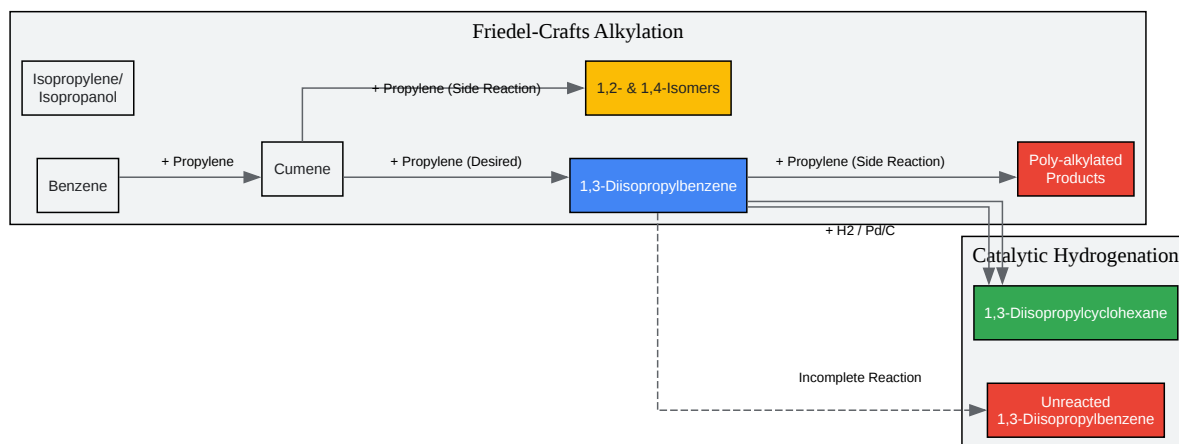 Friedel-Crafts Alkylation
Isopropylene/
Isopropanol
+ Propylene (Side Reaction)
1,2- & 1,4-Isomers
Benzene
+ Propylene
Cumene
+ Propylene (Desired)
1,3-Diisopropylbenzene
+ Propylene (Side Reaction)
Poly-alkylated
Products
+ H2 / Pd/C
Catalytic Hydrogenation
1,3-Diisopropylcyclohexane
Incomplete Reaction
Unreacted
1,3-Diisopropylbenzene